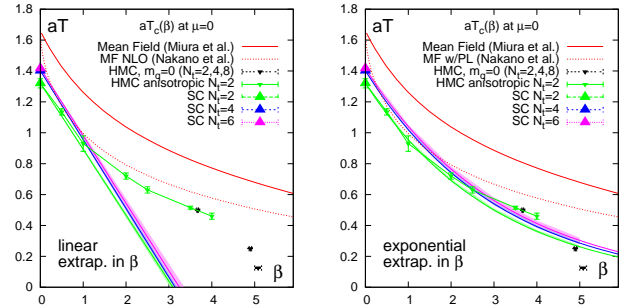 aT
aT_c(β) at μ=0
Mean Field (Miura et al.)
MF NLO (Nakano et al.)
HMC, m_q=0 (N_t=2,4,8)
HMC anisotropic N_t=2
SC N_t=2
SC N_t=4
SC N_t=6
1.8
1.6
1.4
1.2
1
0.8
0.6
0.4
0.2
0
linear
extrap. in β
β
0 1 2 3 4 5
aT
aT_c(β) at μ=0
Mean Field (Miura et al.)
MF w/PL (Nakano et al.)
HMC, m_q=0 (N_t=2,4,8)
HMC anisotropic N_t=2
SC N_t=2
SC N_t=4
SC N_t=6
1.8
1.6
1.4
1.2
1
0.8
0.6
0.4
0.2
0
exponential
extrap. in β
β
0 1 2 3 4 5